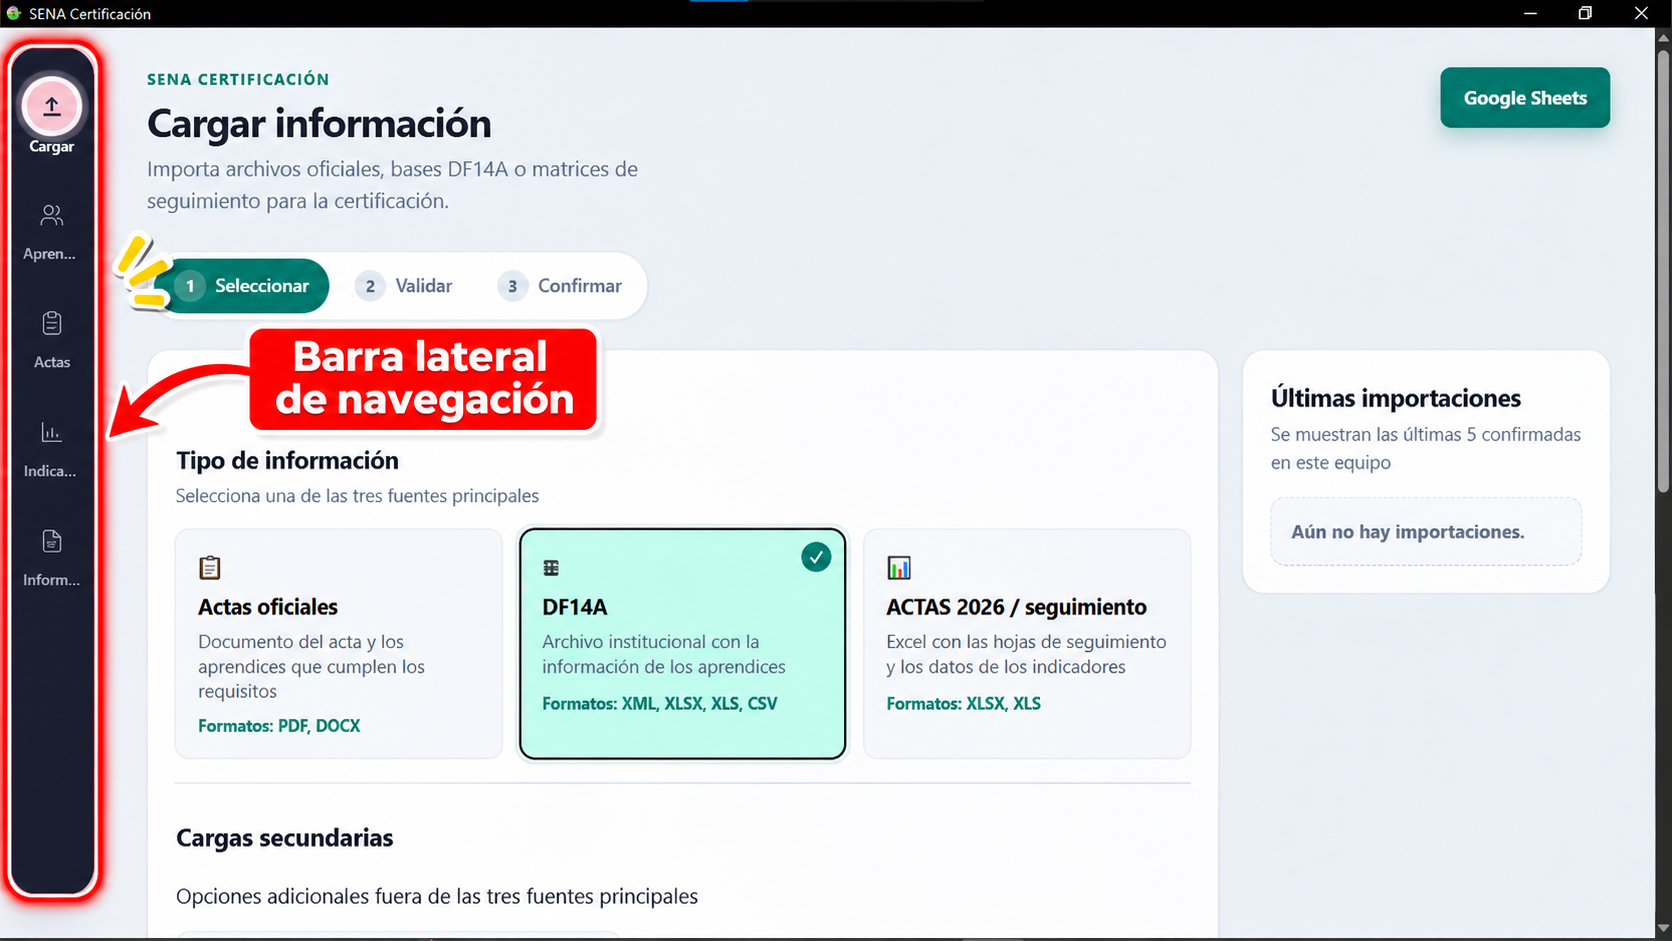 SENA Certificación
Cargar
Apren...
Actas
Indica...
Inform...
SENA CERTIFICACIÓN
Cargar información
Importa archivos oficiales, bases DF14A o matrices de
seguimiento para la certificación.
Google Sheets
1 Seleccionar
2 Validar
3 Confirmar
Barra lateral
de navegación
Tipo de información
Selecciona una de las tres fuentes principales
Actas oficiales
Documento del acta y los
aprendices que cumplen los
requisitos
Formatos: PDF, DOCX
DF14A
Archivo institucional con la
información de los aprendices
Formatos: XML, XLSX, XLS, CSV
ACTAS 2026 / seguimiento
Excel con las hojas de seguimiento
y los datos de los indicadores
Formatos: XLSX, XLS
Cargas secundarias
Opciones adicionales fuera de las tres fuentes principales
Últimas importaciones
Se muestran las últimas 5 confirmadas
en este equipo
Aún no hay importaciones.